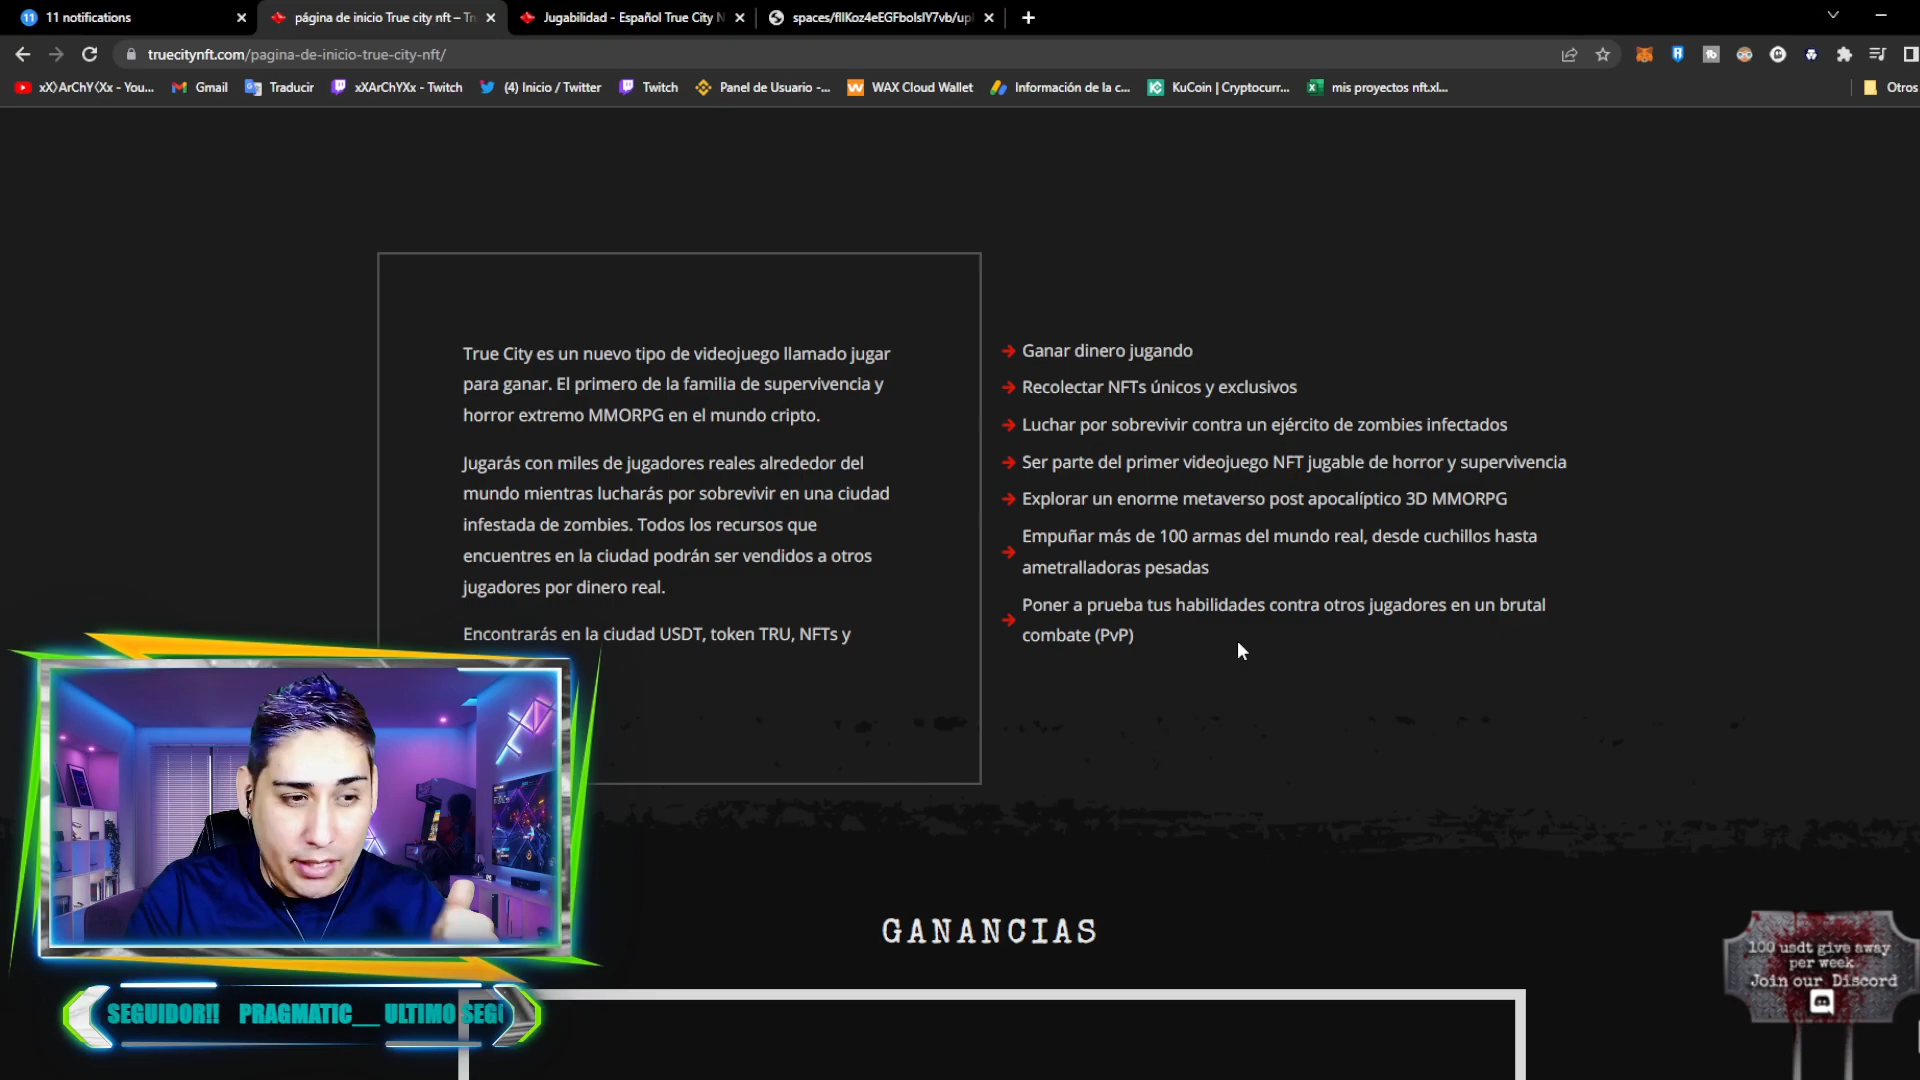 11 notifications
página de inicio True city nft – Tr
Jugabilidad - Español True City N
spaces/fllKoz4eEGFbolsIY7vb/upl
truecitynft.com/pagina-de-inicio-true-city-nft/
xX)ArChY(Xx - You...
Gmail
Traducir
xXArChYXx - Twitch
(4) Inicio / Twitter
Twitch
Panel de Usuario -...
WAX Cloud Wallet
Información de la c...
KuCoin | Cryptocurr...
mis proyectos nft.xl...
Otros
True City es un nuevo tipo de videojuego llamado jugar
para ganar. El primero de la familia de supervivencia y
horror extremo MMORPG en el mundo cripto.
Jugarás con miles de jugadores reales alrededor del
mundo mientras lucharás por sobrevivir en una ciudad
infestada de zombies. Todos los recursos que
encuentres en la ciudad podrán ser vendidos a otros
jugadores por dinero real.
Encontrarás en la ciudad USDT, token TRU, NFTs y
Ganar dinero jugando
Recolectar NFTs únicos y exclusivos
Luchar por sobrevivir contra un ejército de zombies infectados
Ser parte del primer videojuego NFT jugable de horror y supervivencia
Explorar un enorme metaverso post apocalíptico 3D MMORPG
Empuñar más de 100 armas del mundo real, desde cuchillos hasta
ametralladoras pesadas
Poner a prueba tus habilidades contra otros jugadores en un brutal
combate (PvP)
GANANCIAS
100 usdt give away
per week
Join our Discord
SEGUIDOR!! PRAGMATIC__ ULTIMO SEGU